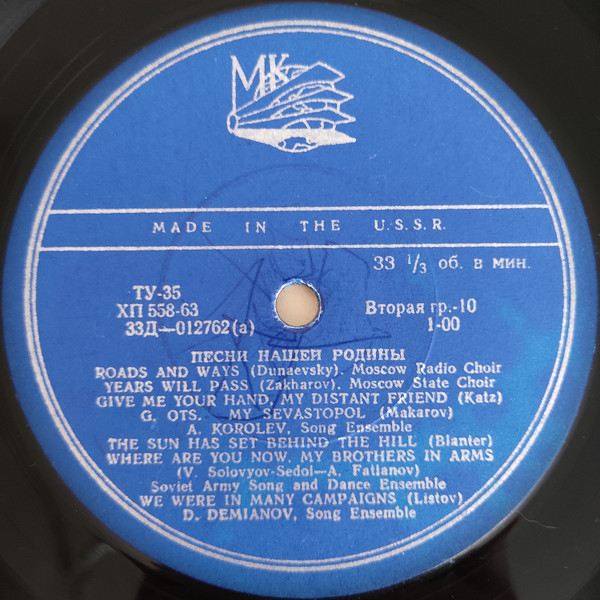 МК
MADE IN THE U.S.S.R.
33 1/3 об. в мин.
ТУ-35
ХП 558-63
33Д—012762(а)
Вторая гр.-10
1-00
ПЕСНИ НАШЕЙ РОДИНЫ
ROADS AND WAYS (Dunaevsky). Moscow Radio Choir
YEARS WILL PASS (Zakharov). Moscow State Choir
GIVE ME YOUR HAND, MY DISTANT FRIEND (Katz)
G. OTS. —MY SEVASTOPOL (Makarov)
A. KOROLEV, Song Ensemble
THE SUN HAS SET BEHIND THE HILL (Blanter)
WHERE ARE YOU NOW, MY BROTHERS IN ARMS
(V. Solovyov-Sedoi—A. Fatianov)
Soviet Army Song and Dance Ensemble
WE WERE IN MANY CAMPAIGNS (Listov).
D. DEMIANOV, Song Ensemble